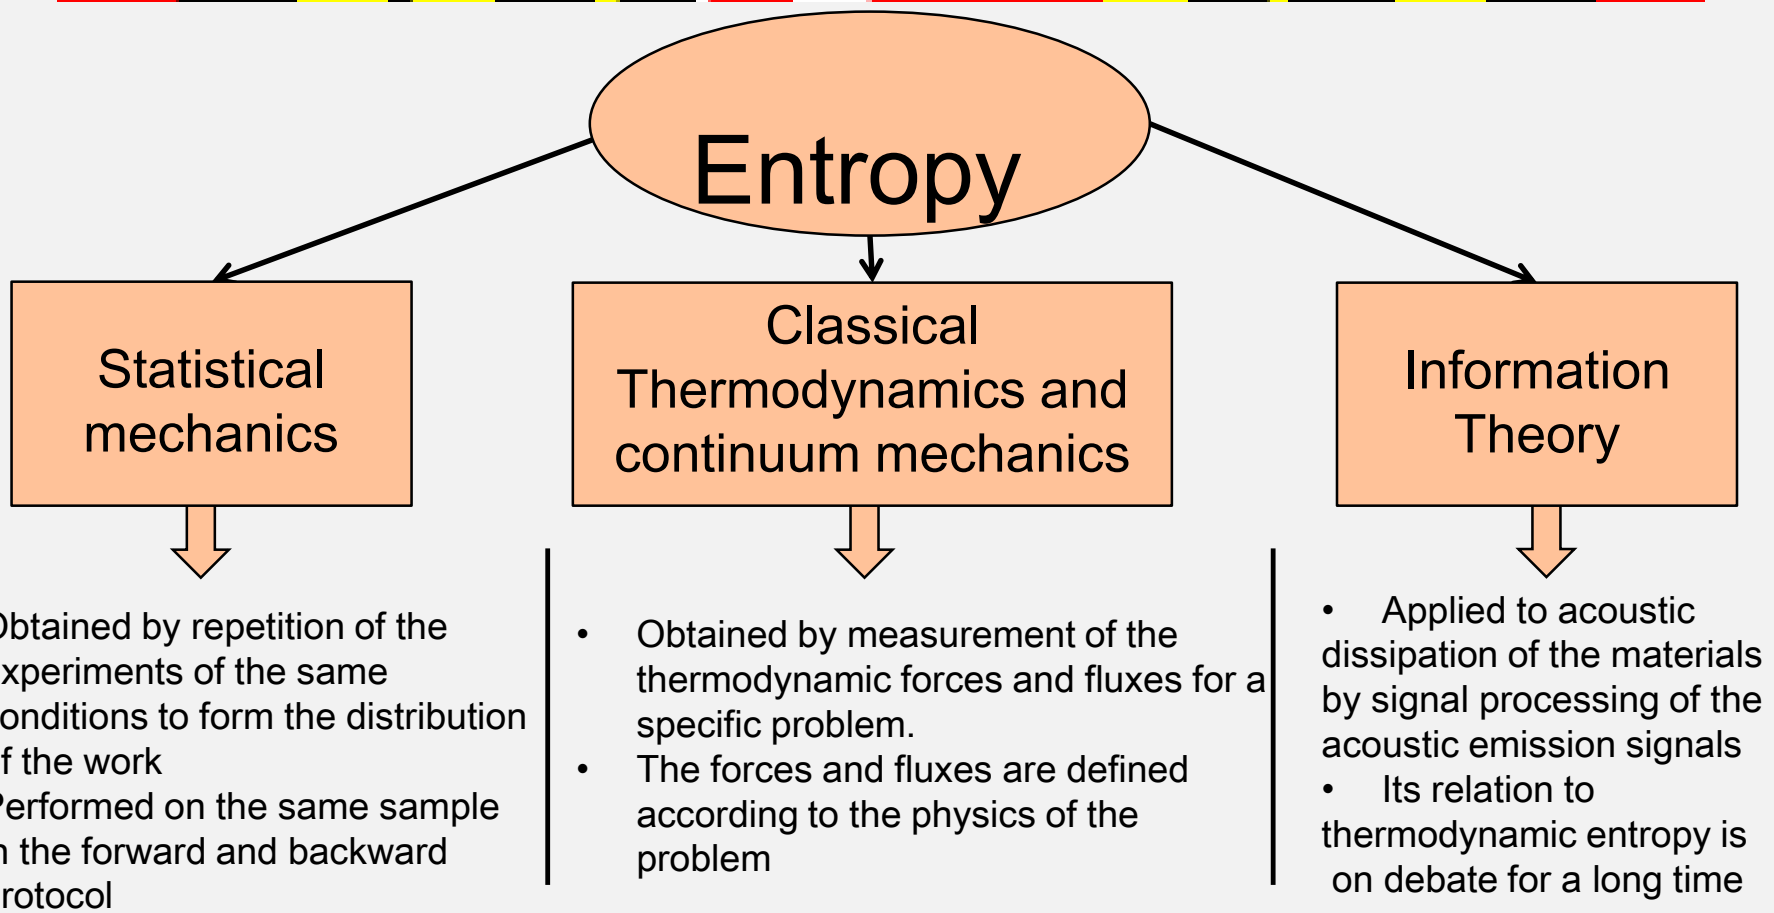 Entropy
Statistical
mechanics
Classical
Thermodynamics and
continuum mechanics
Information
Theory
btained by repetition of the
xperiments of the same
onditions to form the distribution
f the work
erformed on the same sample
n the forward and backward
rotocol
• Obtained by measurement of the
thermodynamic forces and fluxes for a
specific problem.
• The forces and fluxes are defined
according to the physics of the
problem
• Applied to acoustic
dissipation of the materials
by signal processing of the
acoustic emission signals
• Its relation to
thermodynamic entropy is
on debate for a long time